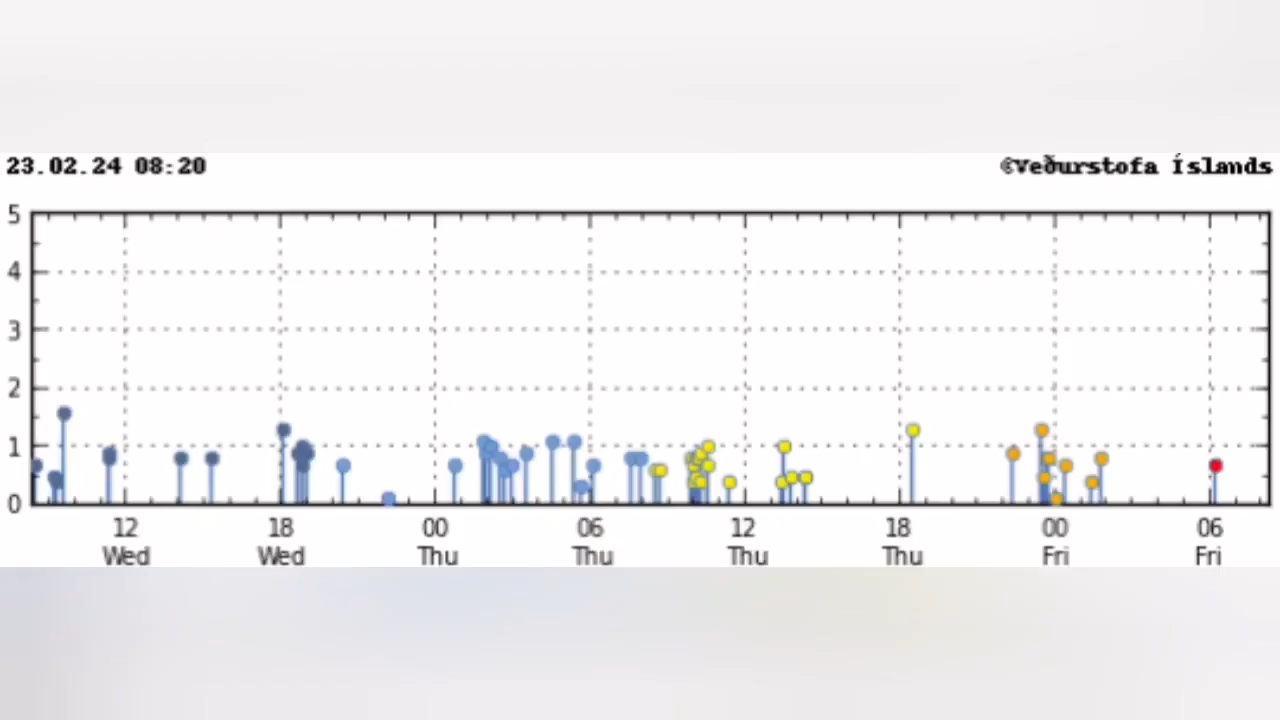 23.02.24 08:20
©Veðurstofa Íslands
5
4
3
2
1
0
12 18 00 06 12 18 00 06
Wed Wed Thu Thu Thu Thu Fri Fri